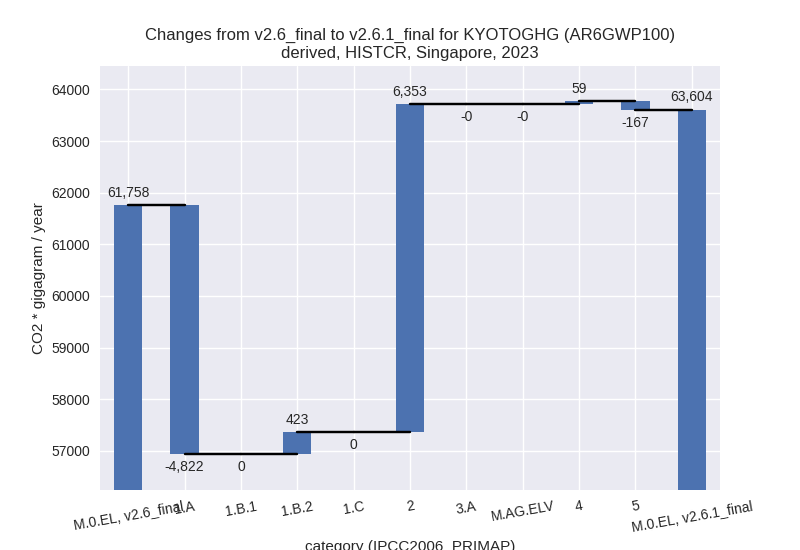 Changes from v2.6_final to v2.6.1_final for KYOTOGHG (AR6GWP100)
derived, HISTCR, Singapore, 2023
CO2 * gigagram / year
64000
63000
62000
61000
60000
59000
58000
57000
61,758
-4,822
0
423
0
6,353
-0
-0
59
-167
63,604
M.0.EL, v2.6_final
1.A
1.B.1
1.B.2
1.C
2
3.A
M.AG.ELV
4
5
M.0.EL, v2.6.1_final
category (IPCC2006_PRIMAP)